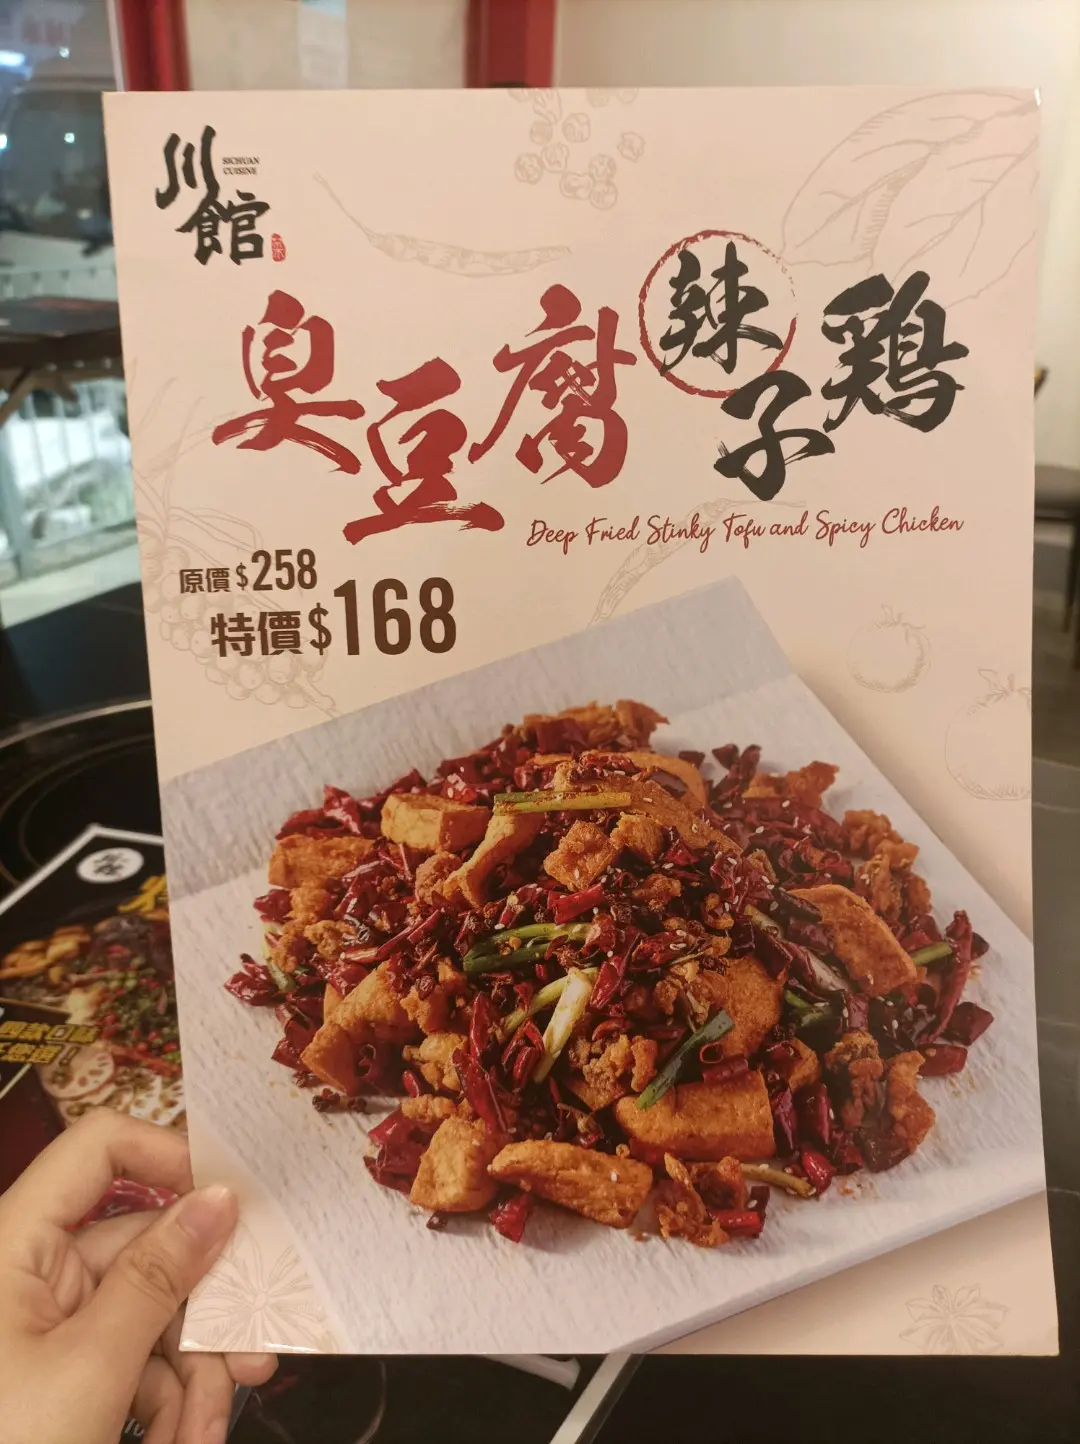 川館
SICHUAN
CUISINE
臭豆腐辣子鶏
Deep Fried Stinky Tofu and Spicy Chicken
原價$258
特價$168